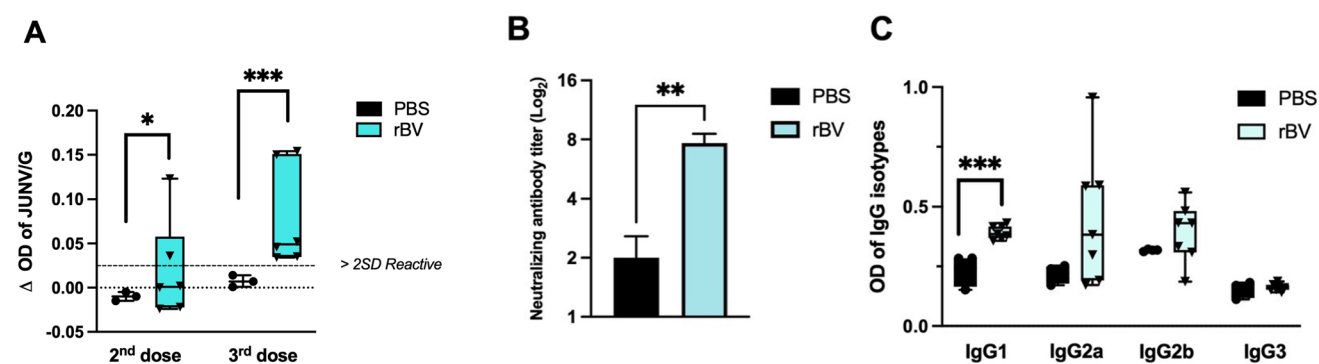 A
***
*
0.20
0.15
0.10
0.05
0.00
-0.05
Δ OD of JUNV/G
PBS
rBV
> 2SD Reactive
2nd dose
3rd dose
B
**
16
8
4
2
1
Neutralizing antibody titer (Log2)
PBS
rBV
C
***
1.0
0.5
0.0
OD of IgG isotypes
PBS
rBV
IgG1
IgG2a
IgG2b
IgG3